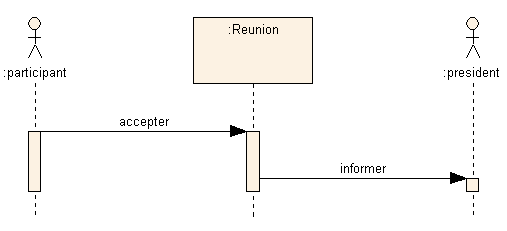 :Reunion
:participant
:president
accepter
informer